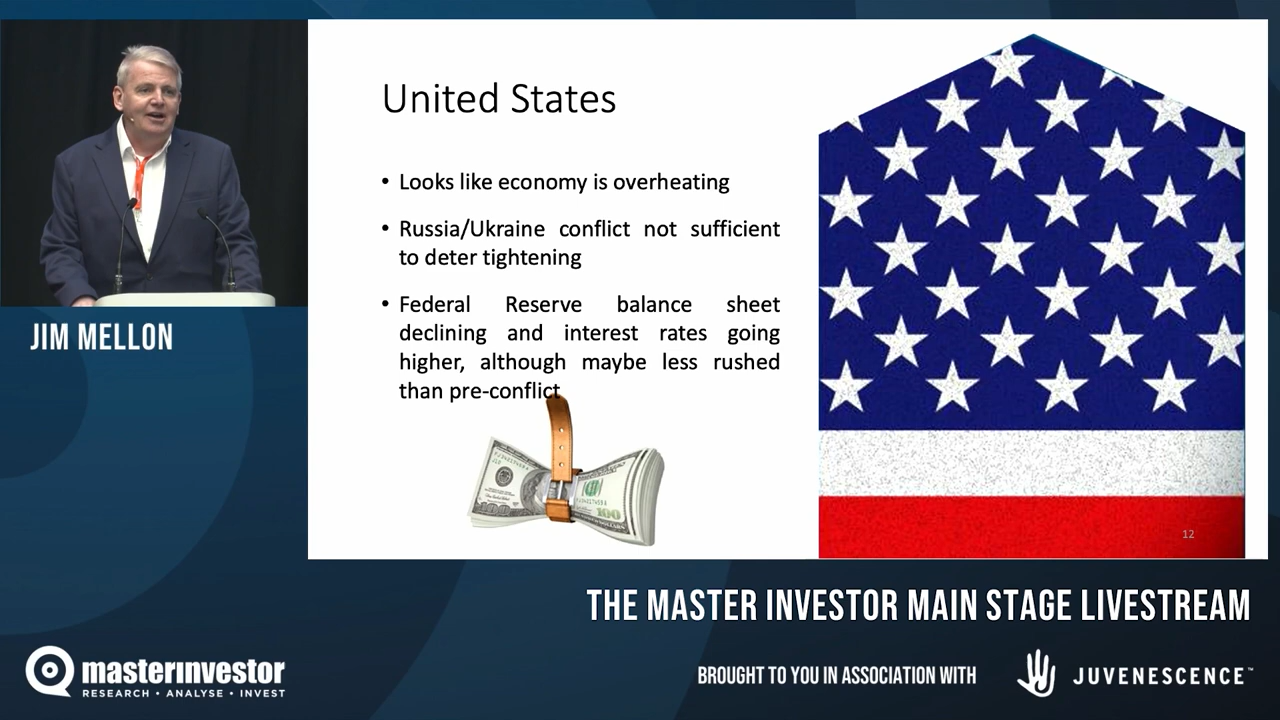 United States
• Looks like economy is overheating
• Russia/Ukraine conflict not sufficient
to deter tightening
• Federal Reserve balance sheet
declining and interest rates going
higher, although maybe less rushed
than pre-conflict
100
12
JIM MELLON
THE MASTER INVESTOR MAIN STAGE LIVESTREAM
masterinvestor
RESEARCH • ANALYSE • INVEST
BROUGHT TO YOU IN ASSOCIATION WITH
JUVENESCENCE™